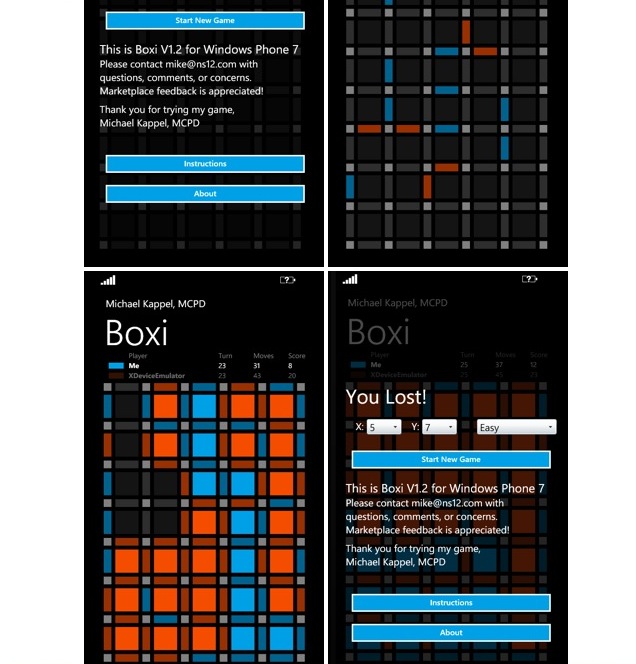 Start New Game
This is Boxi V1.2 for Windows Phone 7
Please contact mike@ns12.com with
questions, comments, or concerns.
Marketplace feedback is appreciated!
Thank you for trying my game,
Michael Kappel, MCPD
Instructions
About
Michael Kappel, MCPD
Boxi
Player Turn Moves Score
Me 23 31 8
XDeviceEmulator 23 43 20
Michael Kappel, MCPD
Boxi
Player Turn Moves Score
Me 25 37 12
XDeviceEmulator 25 43 23
You Lost!
X: 5 Y: 7 Easy
Start New Game
This is Boxi V1.2 for Windows Phone 7
Please contact mike@ns12.com with
questions, comments, or concerns.
Marketplace feedback is appreciated!
Thank you for trying my game,
Michael Kappel, MCPD
Instructions
About